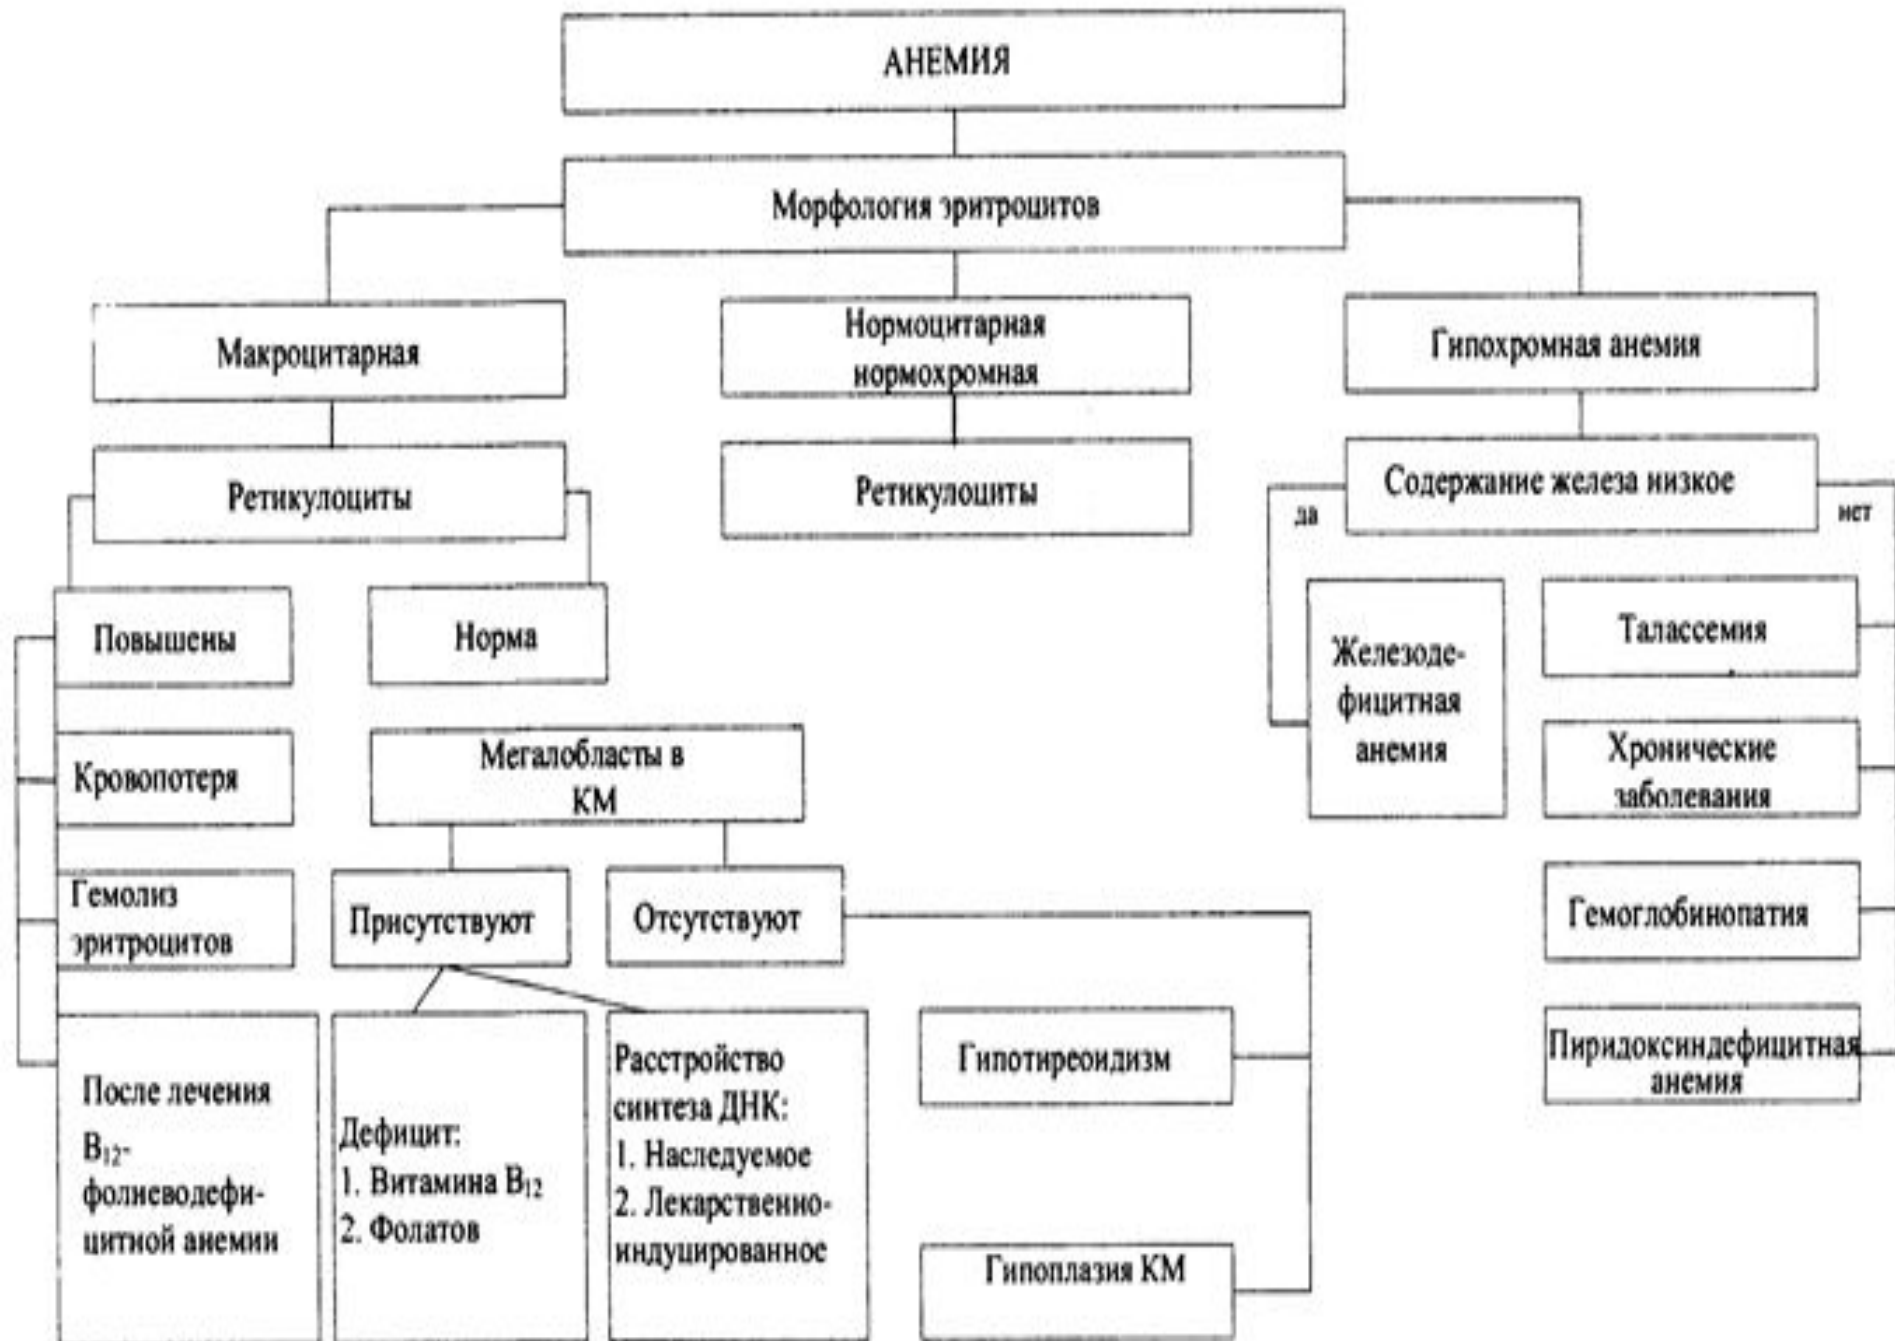 АНЕМИЯ
Морфология эритроцитов
Макроцитарная
Нормоцитарная
нормохромная
Гипохромная анемия
Ретикулоциты
Ретикулоциты
Содержание железа низкое
да
нет
Повышены
Норма
Железоде-
фицитная
анемия
Талассемия
Кровопотеря
Мегалобласты в
КМ
Хронические
заболевания
Гемолиз
эритроцитов
Присутствуют
Отсутствуют
Гемоглобинопатия
После лечения
B₁₂-
фолиеводефи-
цитной анемии
Дефицит:
1. Витамина B₁₂
2. Фолатов
Расстройство
синтеза ДНК:
1. Наследуемое
2. Лекарственно-
индуцированное
Гипотиреоидизм
Пиридоксиндефицитная
анемия
Гипоплазия КМ